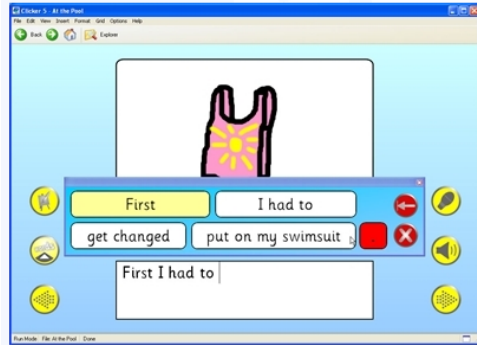 Clicker 5 - At the Pool
File Edit View Insert Format Grid Options Help
Back Explore
First I had to
get changed put on my swimsuit .
First I had to
Run Mode File: At the Pool Done